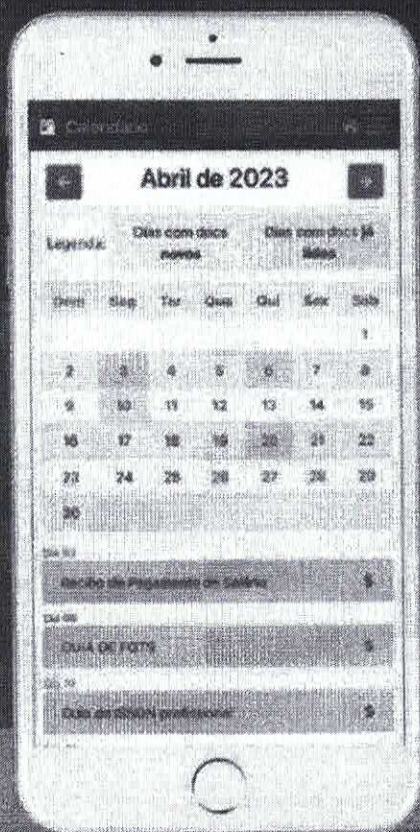 Calendário
Abril de 2023
Legenda: Dias com docs novos Dias com docs já lidos
Dom Seg Ter Qua Qui Sex Sab
1
2 3 4 5 6 7 8
9 10 11 12 13 14 15
16 17 18 19 20 21 22
23 24 25 26 27 28 29
30
Recibo de Pagamento de Salário $
GUIA DE FGTS $
Guia de $